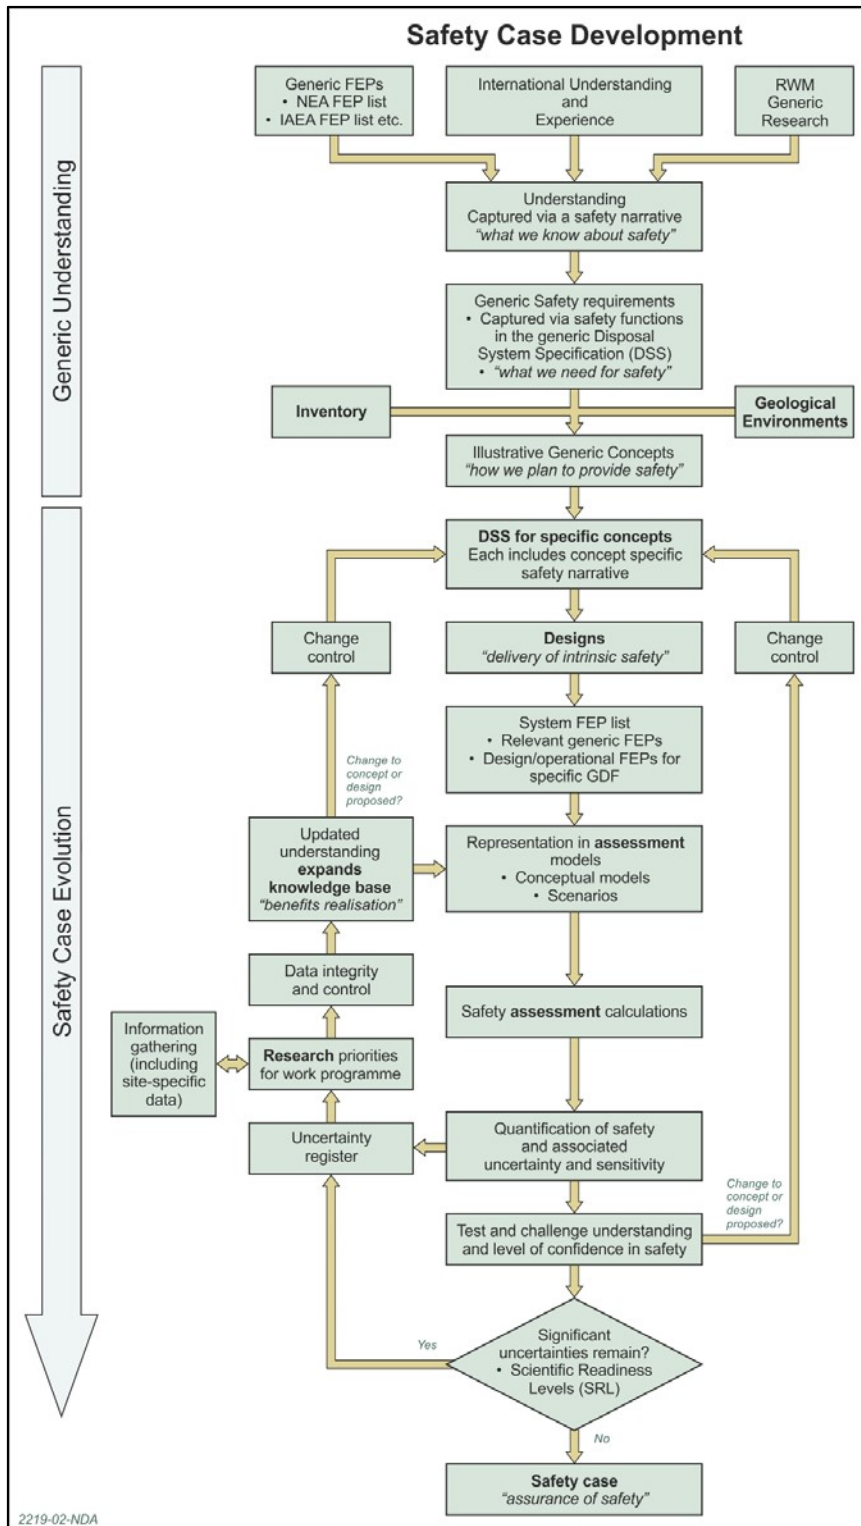 Safety Case Development
Generic Understanding
Generic FEPs
• NEA FEP list
• IAEA FEP list etc.
International Understanding
and
Experience
RWM
Generic
Research
Understanding
Captured via a safety narrative
“what we know about safety”
Generic Safety requirements
• Captured via safety functions
in the generic Disposal
System Specification (DSS)
• “what we need for safety”
Inventory
Geological
Environments
Illustrative Generic Concepts
“how we plan to provide safety”
Safety Case Evolution
DSS for specific concepts
Each includes concept specific
safety narrative
Change
control
Designs
“delivery of intrinsic safety”
Change
control
System FEP list
• Relevant generic FEPs
• Design/operational FEPs for
specific GDF
Change to
concept or
design
proposed?
Updated
understanding
expands
knowledge base
“benefits realisation”
Representation in assessment
models
• Conceptual models
• Scenarios
Data integrity
and control
Safety assessment calculations
Information
gathering
(including
site-specific
data)
Research priorities
for work programme
Uncertainty
register
Quantification of safety
and associated
uncertainty and sensitivity
Change to
concept or
design
proposed?
Test and challenge understanding
and level of confidence in safety
Yes
Significant
uncertainties remain?
• Scientific Readiness
Levels (SRL)
No
Safety case
“assurance of safety”
2219-02-NDA